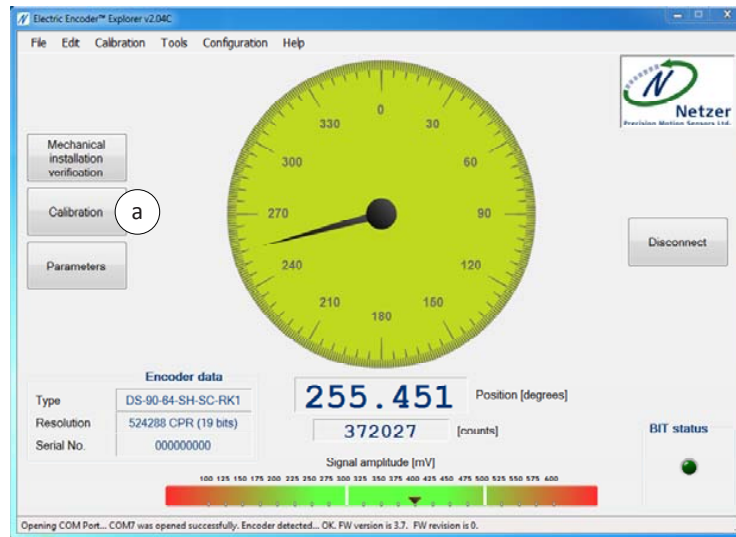 Electric Encoder™ Explorer v2.04C
File Edit Calibration Tools Configuration Help
Netzer
Precision Motion Sensors Ltd.
Mechanical
installation
verification
Calibration
a
Parameters
0
30
60
90
120
150
180
210
240
270
300
330
Disconnect
Encoder data
Type DS-90-64-SH-SC-RK1
Resolution 524288 CPR (19 bits)
Serial No. 000000000
255.451 Position [degrees]
372027 [counts]
BIT status
Signal amplitude [mV]
100 125 150 175 200 225 250 275 300 325 350 375 400 425 450 475 500 525 550 575 600
Opening COM Port... COM7 was opened successfully. Encoder detected... OK. FW version is 3.7. FW revision is 0.